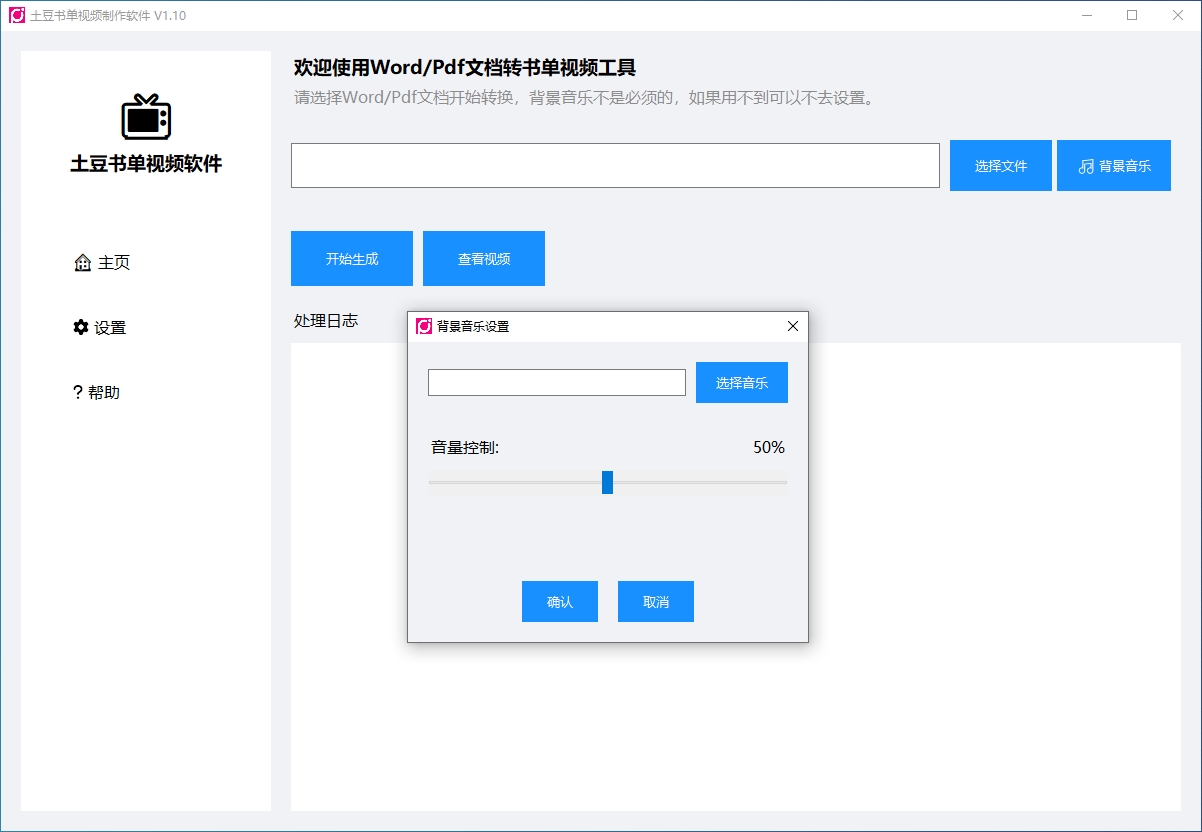 土豆书单视频制作软件 V1.10
土豆书单视频软件
主页
设置
? 帮助
欢迎使用Word/Pdf文档转书单视频工具
请选择Word/Pdf文档开始转换，背景音乐不是必须的，如果用不到可以不去设置。
选择文件
背景音乐
开始生成
查看视频
处理日志
背景音乐设置
选择音乐
音量控制:
50%
确认
取消